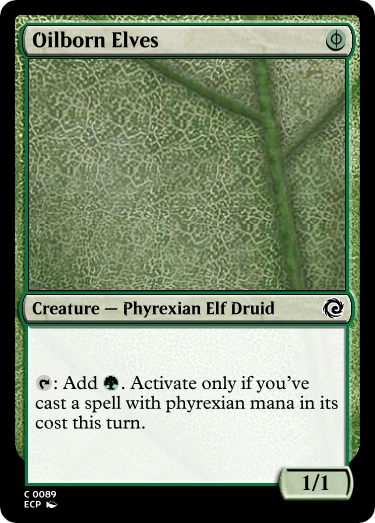 Oilborn Elves
Creature — Phyrexian Elf Druid
: Add . Activate only if you've
cast a spell with phyrexian mana in its
cost this turn.
1/1
C 0089
ECP